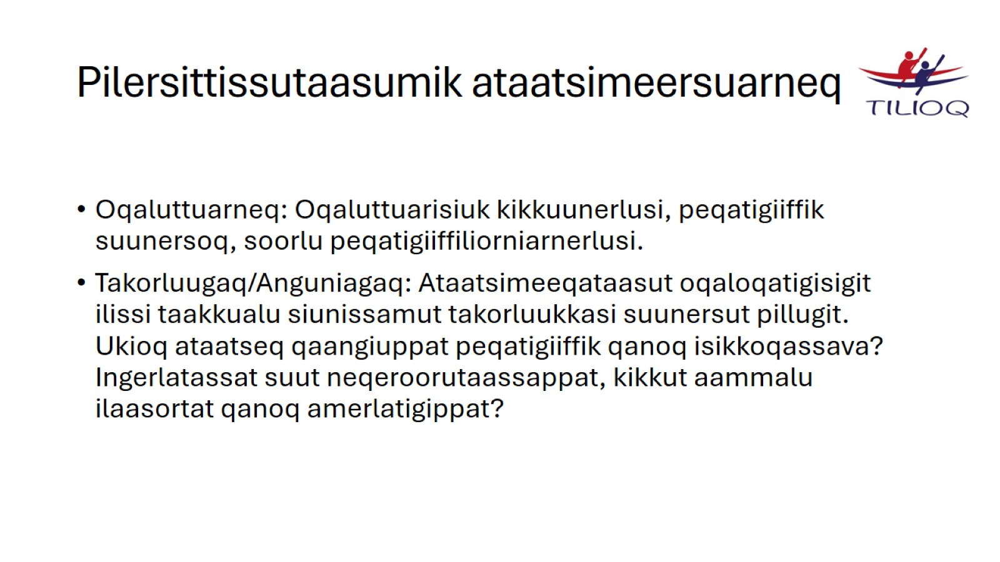 Pilersittissutaasumik ataatsimeersuarneq
TILIOQ
• Oqaluttuarneq: Oqaluttuarisiuk kikkuunerlusi, peqatigiiffik
suunersoq, soorlu peqatigiiffiliorniarnerlusi.
• Takorluugaq/Anguniagaq: Ataatsimeeqataasut oqaloqatigisigit
ilissi taakkualu siunissamut takorluukkasi suunersut pillugit.
Ukioq ataatseq qaangiuppat peqatigiiffik qanoq isikkoqassava?
Ingerlatassat suut neqeroorutaassappat, kikkut aammalu
ilaasortat qanoq amerlatigippat?